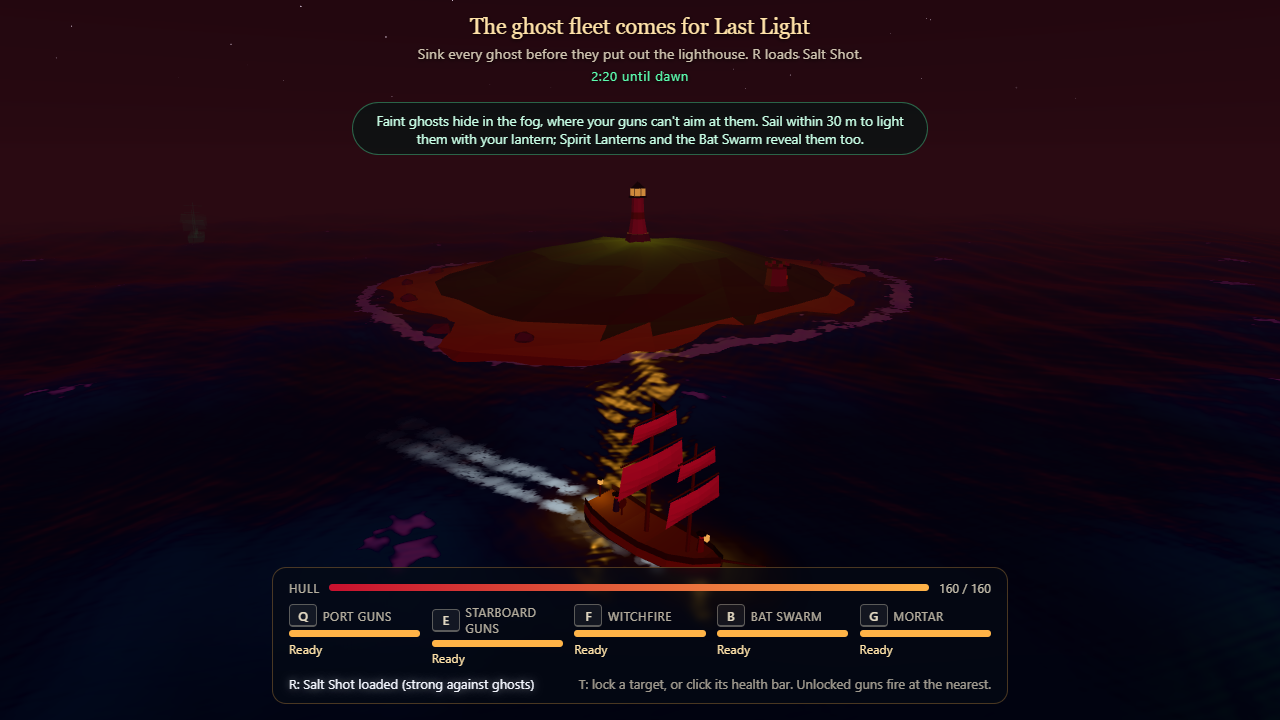 The ghost fleet comes for Last Light
Sink every ghost before they put out the lighthouse. R loads Salt Shot.
2:20 until dawn
Faint ghosts hide in the fog, where your guns can't aim at them. Sail within 30 m to light
them with your lantern; Spirit Lanterns and the Bat Swarm reveal them too.
HULL 160 / 160
Q PORT GUNS
Ready
E STARBOARD
GUNS
Ready
F WITCHFIRE
Ready
B BAT SWARM
Ready
G MORTAR
Ready
R: Salt Shot loaded (strong against ghosts)
T: lock a target, or click its health bar. Unlocked guns fire at the nearest.